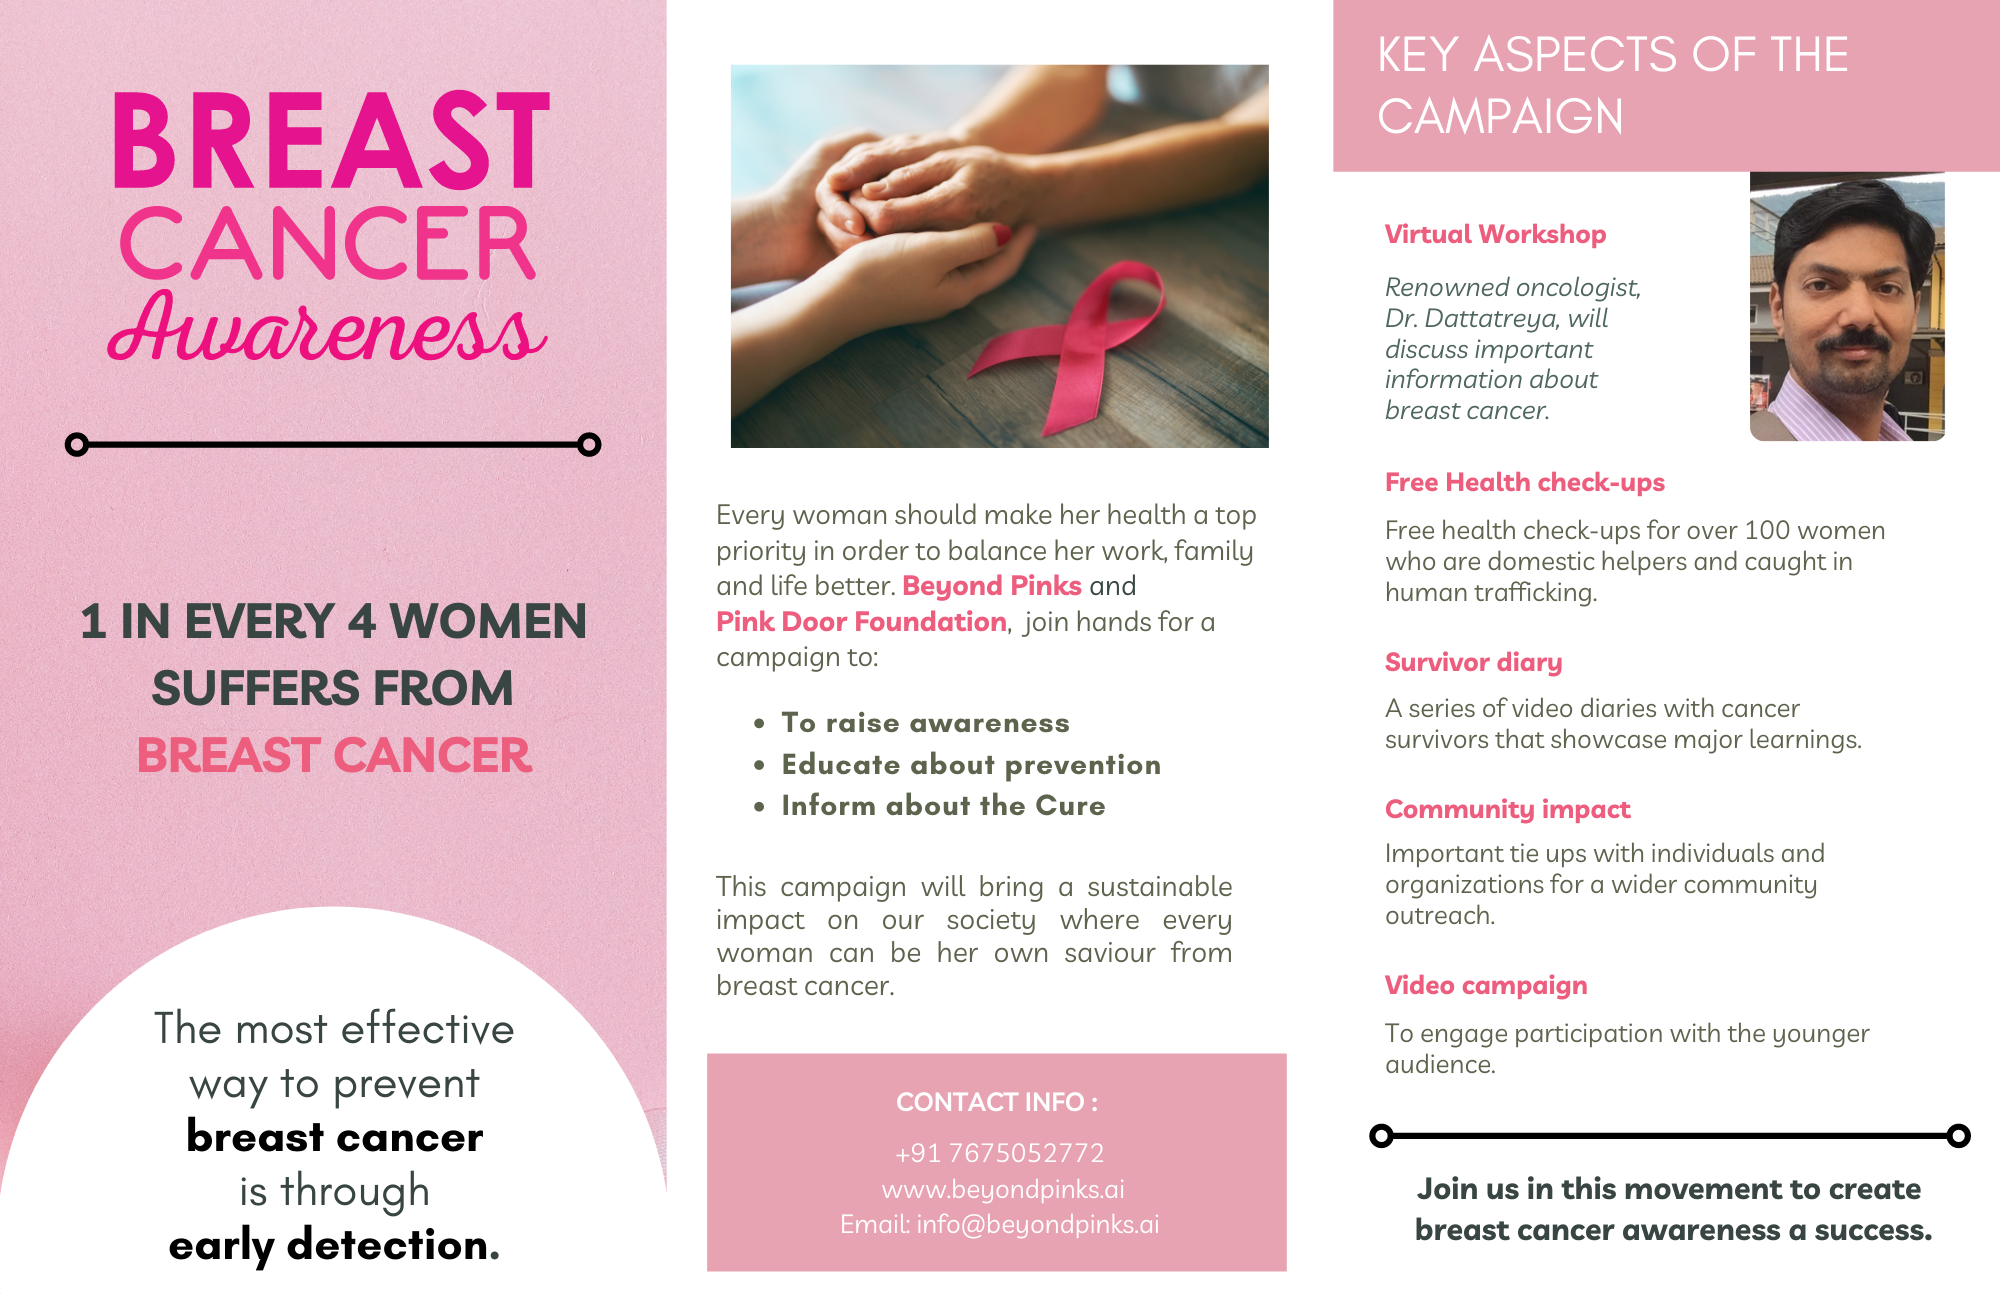 BREAST
CANCER
Awareness
1 IN EVERY 4 WOMEN
SUFFERS FROM
BREAST CANCER
The most effective
way to prevent
breast cancer
is through
early detection.
Every woman should make her health a top
priority in order to balance her work, family
and life better. Beyond Pinks and
Pink Door Foundation, join hands for a
campaign to:
• To raise awareness
• Educate about prevention
• Inform about the Cure
This campaign will bring a sustainable
impact on our society where every
woman can be her own saviour from
breast cancer.
CONTACT INFO :
+91 7675052772
www.beyondpinks.ai
Email: info@beyondpinks.ai
KEY ASPECTS OF THE
CAMPAIGN
Virtual Workshop
Renowned oncologist,
Dr. Dattatreya, will
discuss important
information about
breast cancer.
Free Health check-ups
Free health check-ups for over 100 women
who are domestic helpers and caught in
human trafficking.
Survivor diary
A series of video diaries with cancer
survivors that showcase major learnings.
Community impact
Important tie ups with individuals and
organizations for a wider community
outreach.
Video campaign
To engage participation with the younger
audience.
Join us in this movement to create
breast cancer awareness a success.